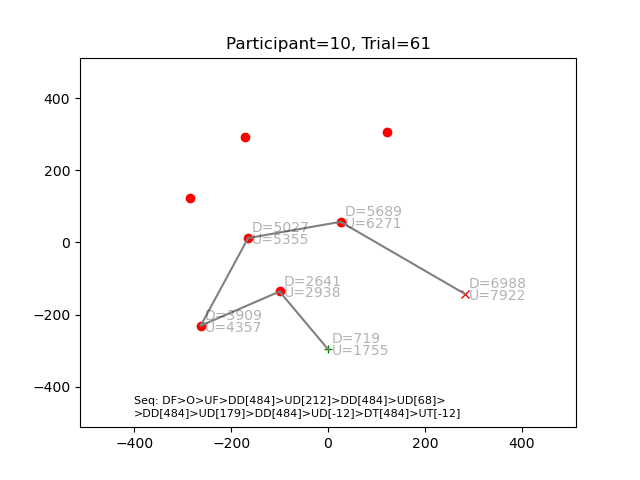 Participant=10, Trial=61
400
200
0
−200
−400
D=5689
U=6271
D=5027
U=5355
D=2641
U=2938
D=6988
U=7922
D=3909
U=4357
D=719
U=1755
Seq: DF>O>UF>DD[484]>UD[212]>DD[484]>UD[68]>
>DD[484]>UD[179]>DD[484]>UD[-12]>DT[484]>UT[-12]
−400 −200 0 200 400